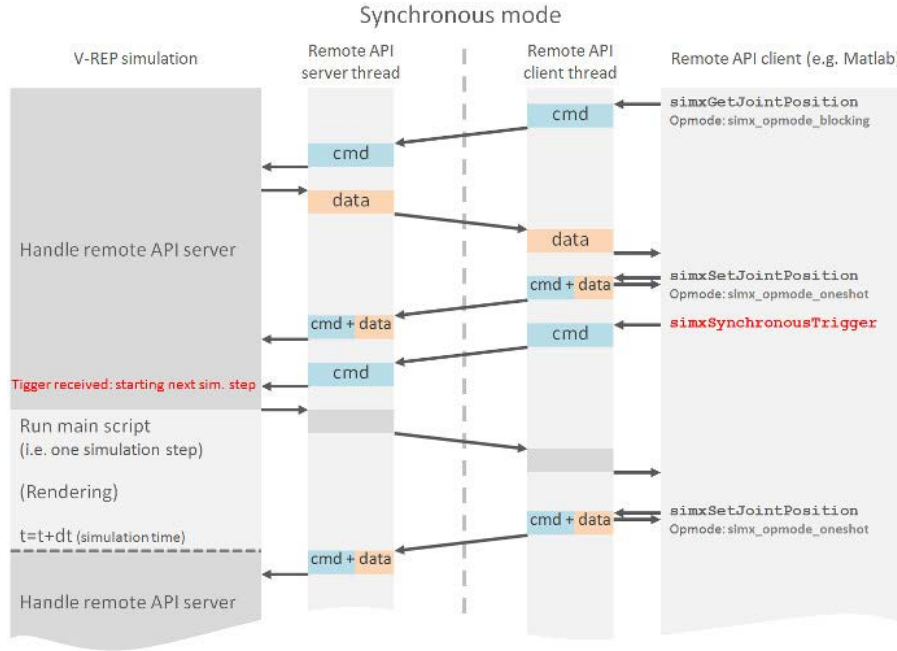 Synchronous mode
V-REP simulation
Remote API
server thread
Remote API
client thread
Remote API client (e.g. Matlab)
simxGetJointPosition
Opmode: simx_opmode_blocking
cmd
cmd
data
Handle remote API server
data
simxSetJointPosition
Opmode: simx_opmode_oneshot
cmd + data
cmd + data
simxSynchronousTrigger
cmd
cmd
Tigger received: starting next sim. step
Run main script
(i.e. one simulation step)
(Rendering)
t=t+dt (simulation time)
simxSetJointPosition
Opmode: simx_opmode_oneshot
cmd + data
cmd + data
Handle remote API server